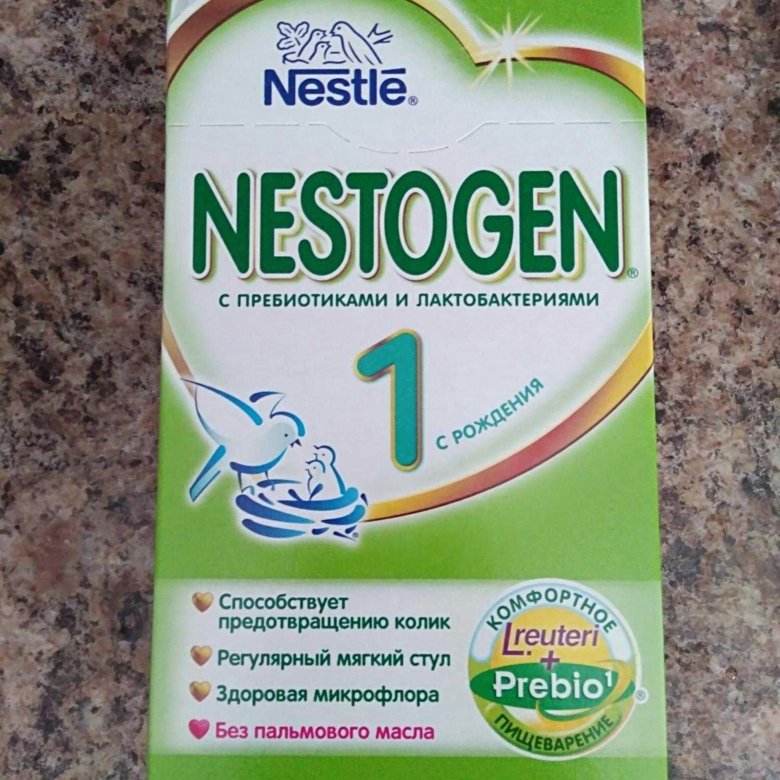 Nestlé®
NESTOGEN®
С ПРЕБИОТИКАМИ И ЛАКТОБАКТЕРИЯМИ
1
С РОЖДЕНИЯ
Способствует
предотвращению колик
Регулярный мягкий стул
Здоровая микрофлора
Без пальмового масла
КОМФОРТНОЕ
L.reuteri
+
Prebio¹®
ПИЩЕВАРЕНИЕ